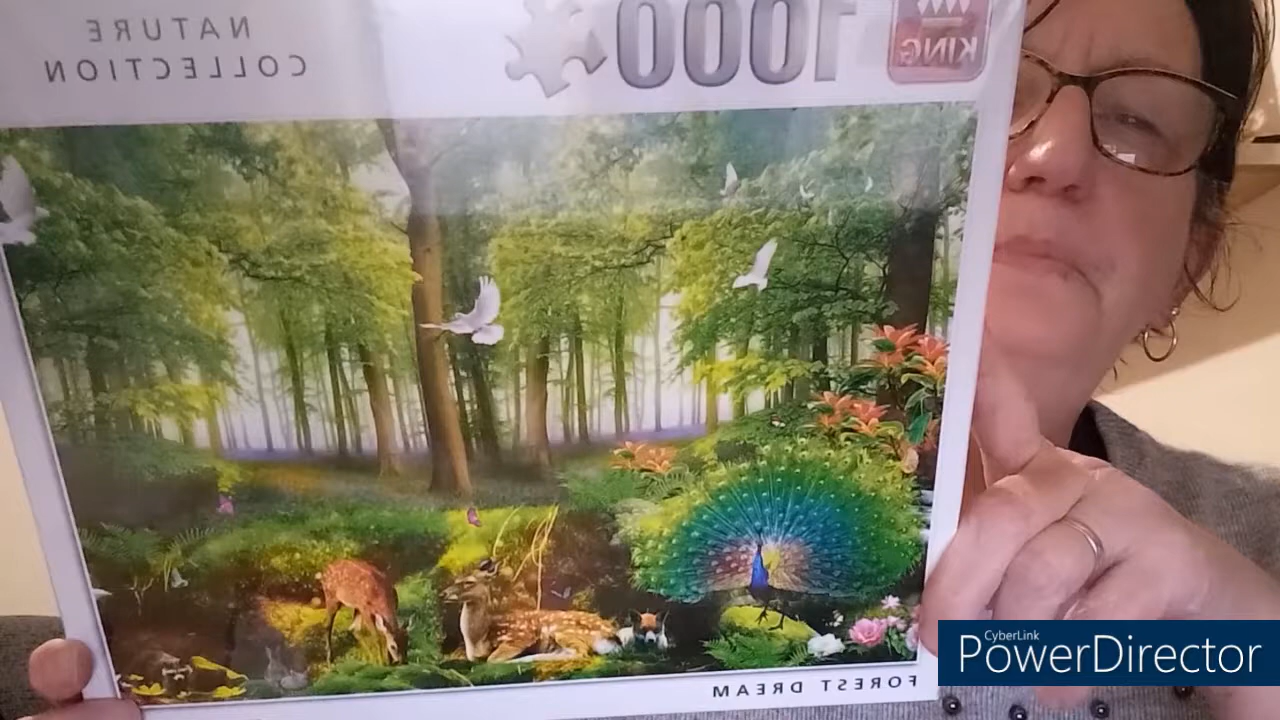 NATURE
COLLECTION
1000
KING
FOREST DREAM
CyberLink
PowerDirector